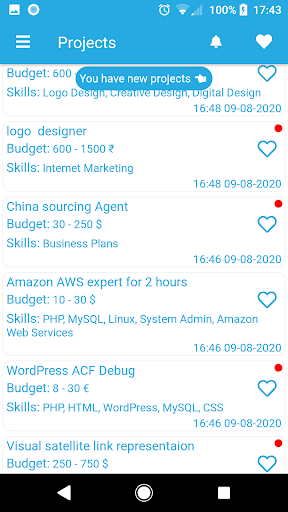 100% 17:43
Projects
Budget: 600 -
You have new projects
Skills: Logo Design, Creative Design, Digital Design
16:48 09-08-2020
logo designer
Budget: 600 - 1500 ₹
Skills: Internet Marketing
16:48 09-08-2020
China sourcing Agent
Budget: 30 - 250 $
Skills: Business Plans
16:46 09-08-2020
Amazon AWS expert for 2 hours
Budget: 10 - 30 $
Skills: PHP, MySQL, Linux, System Admin, Amazon
Web Services
16:46 09-08-2020
WordPress ACF Debug
Budget: 8 - 30 €
Skills: PHP, HTML, WordPress, MySQL, CSS
16:46 09-08-2020
Visual satellite link representaion
Budget: 250 - 750 $